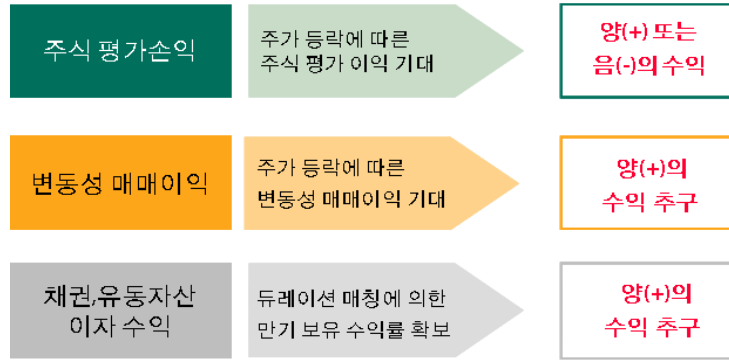 주식 평가손익
주가 등락에 따른
주식 평가 이익 기대
양(+) 또는
음(-)의 수익
변동성 매매이익
주가 등락에 따른
변동성 매매이익 기대
양(+)의
수익 추구
채권,유동자산
이자 수익
듀레이션 매칭에 의한
만기 보유 수익률 확보
양(+)의
수익 추구